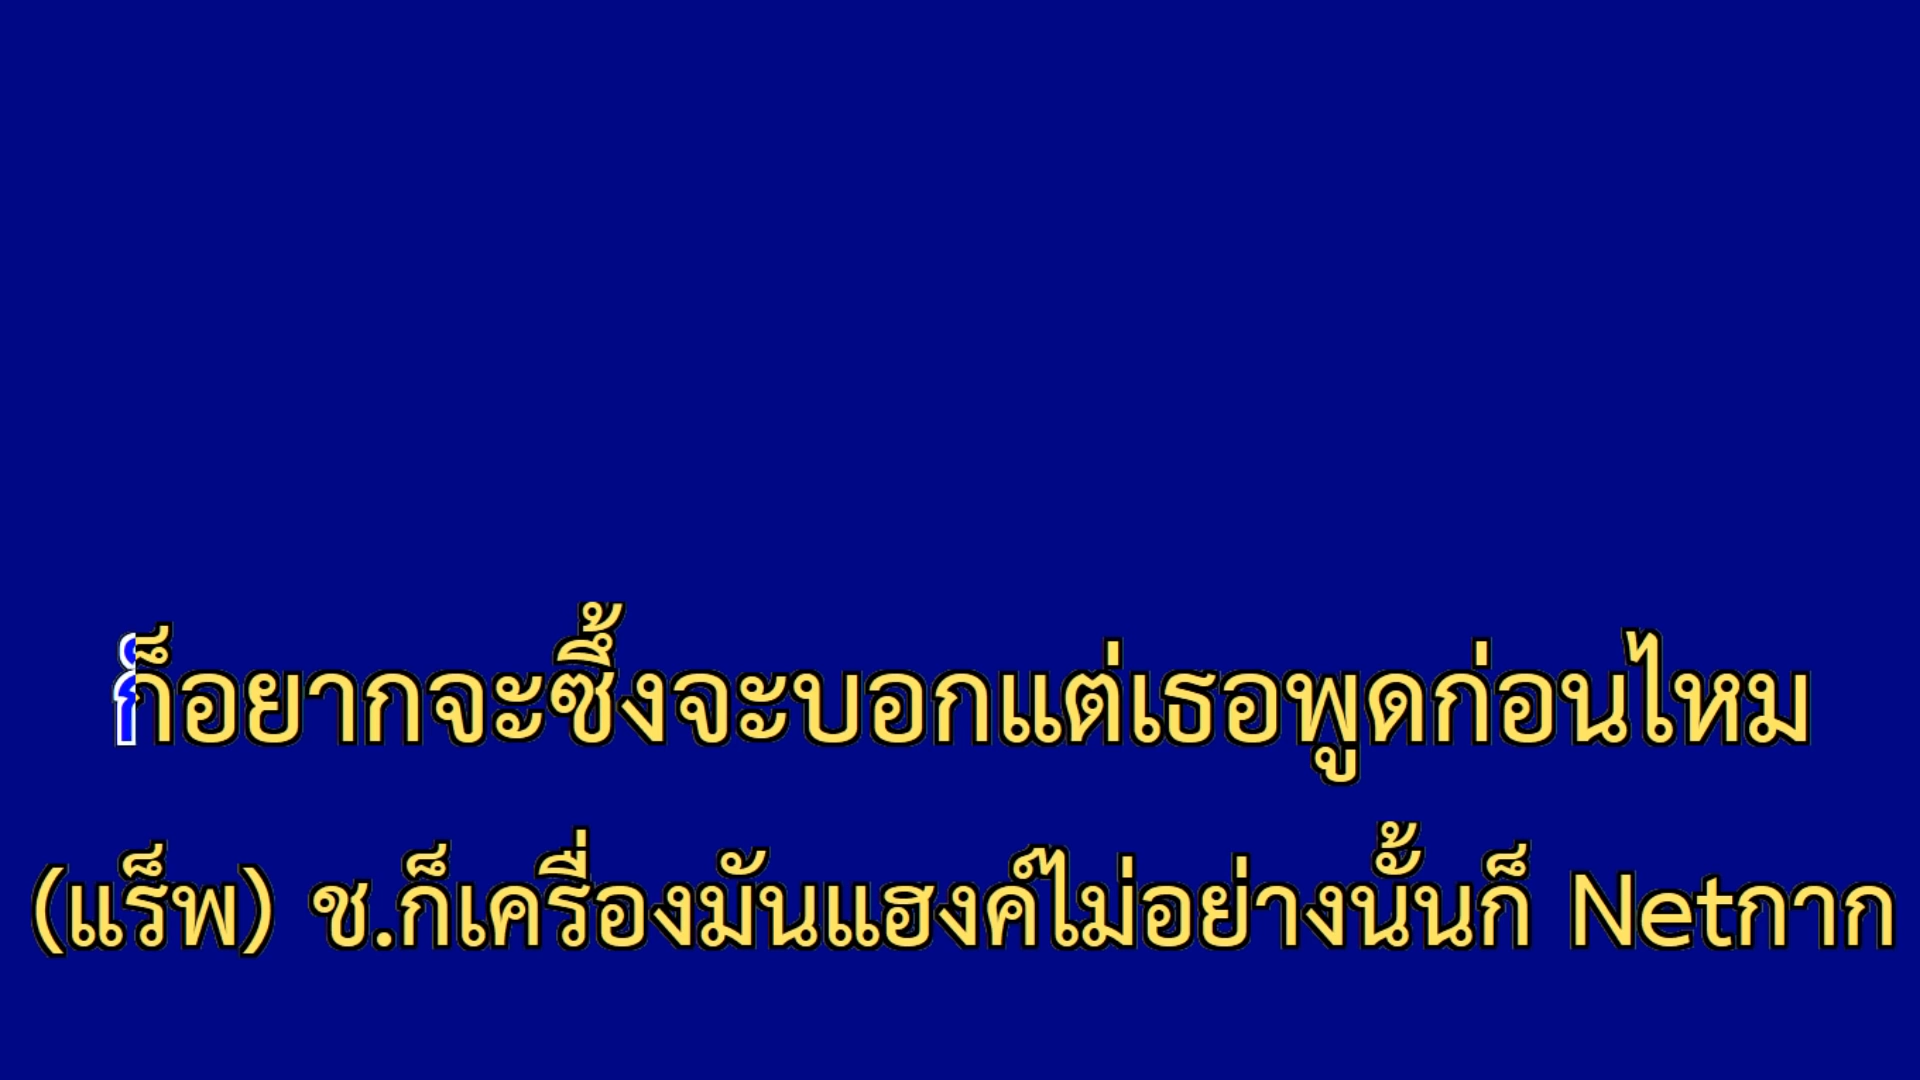 ก็อยากจะซึ้งจะบอกแต่เธอพูดก่อนไหม
(แร็พ) ช.ก็เครื่องมันแฮงค์ไม่อย่างนั้นก็ Netกาก